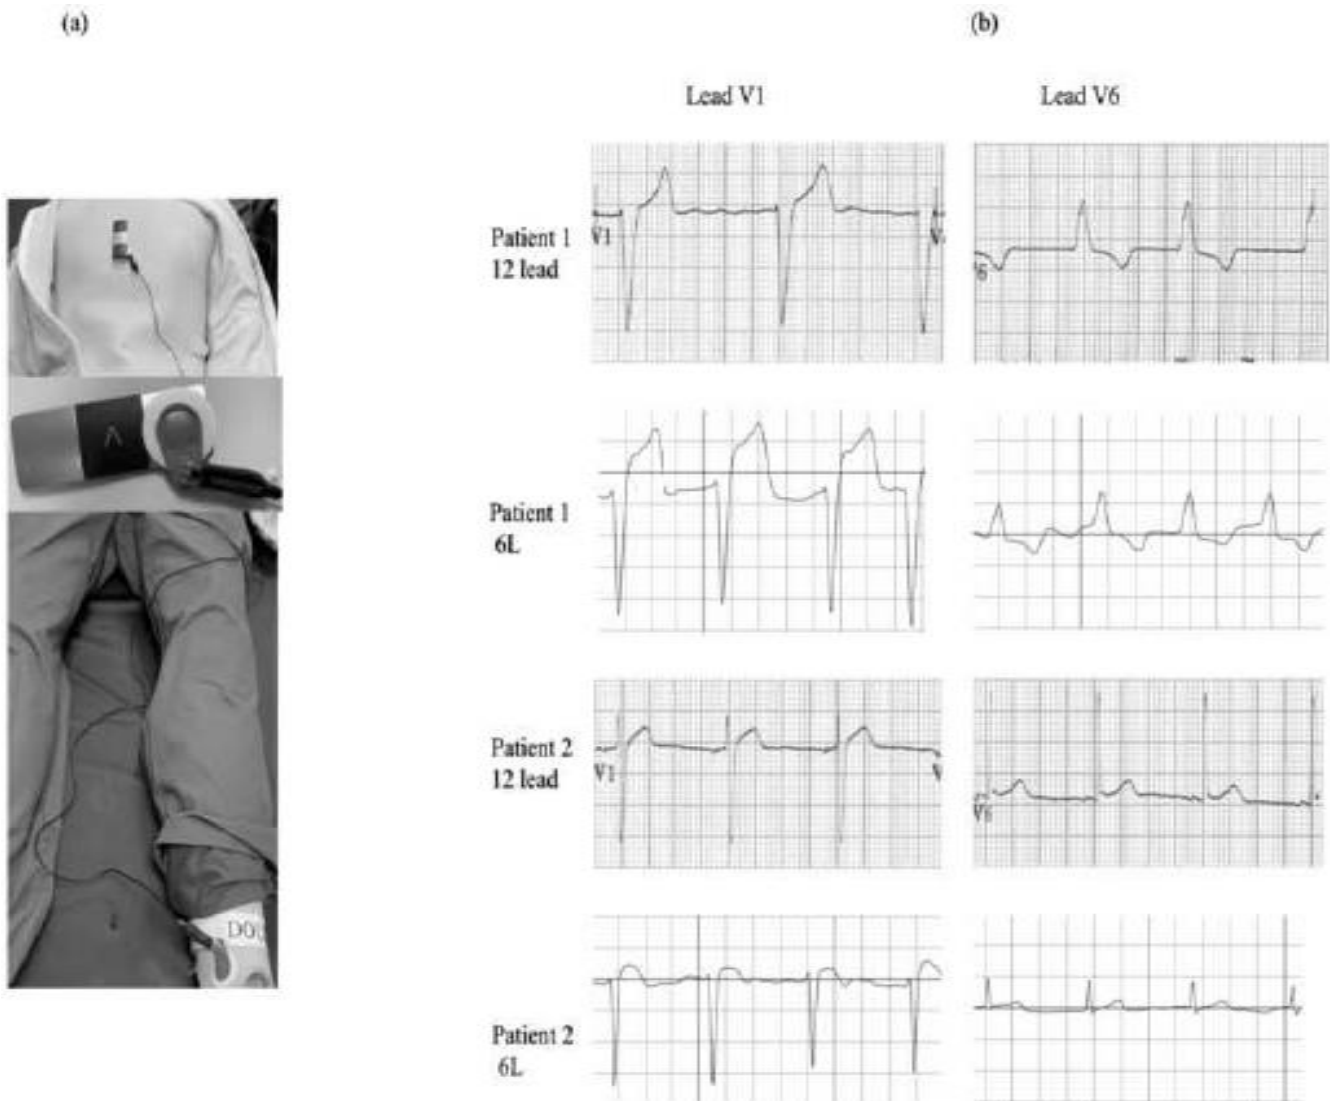 (a)
(b)
Lead V1
Lead V6
Patient 1
12 lead
V1
V6
Patient 1
6L
Patient 2
12 lead
V1
V6
Patient 2
6L